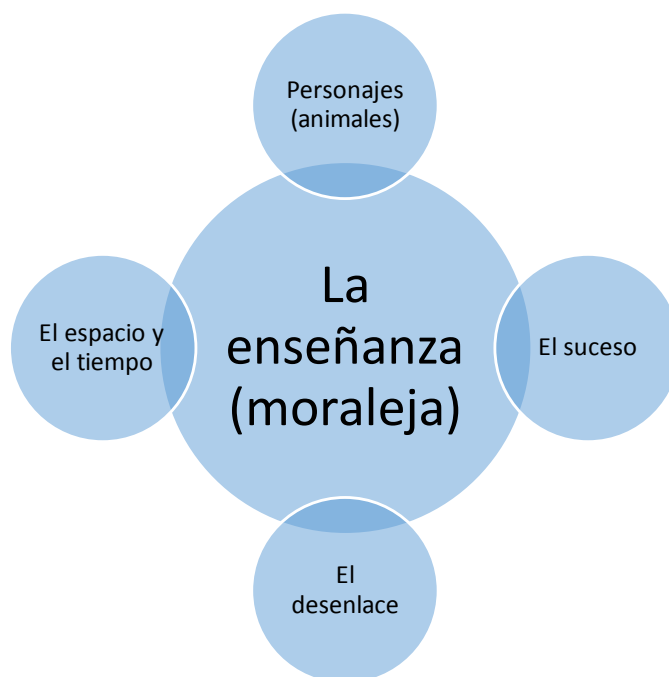 Personajes
(animales)
La
enseñanza
(moraleja)
El espacio y
el tiempo
El suceso
El
desenlace